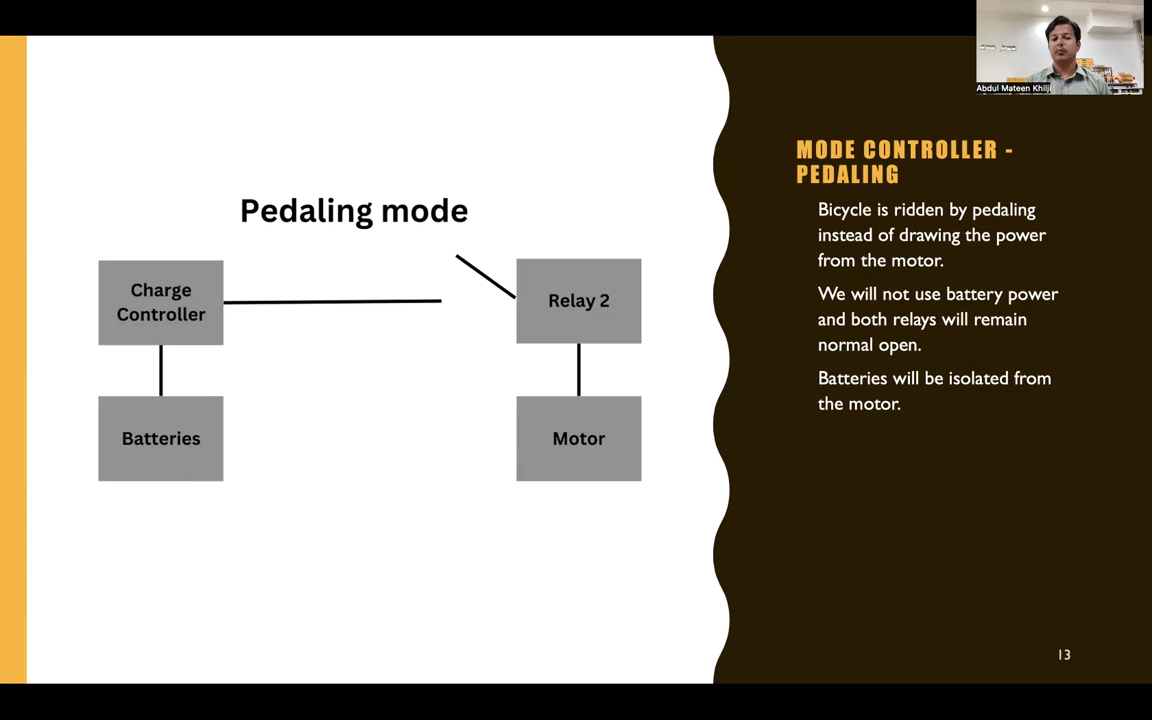 Abdul Mateen Khilji
Pedaling mode
Charge
Controller
Relay 2
Batteries
Motor
MODE CONTROLLER -
PEDALING
Bicycle is ridden by pedaling
instead of drawing the power
from the motor.
We will not use battery power
and both relays will remain
normal open.
Batteries will be isolated from
the motor.
13